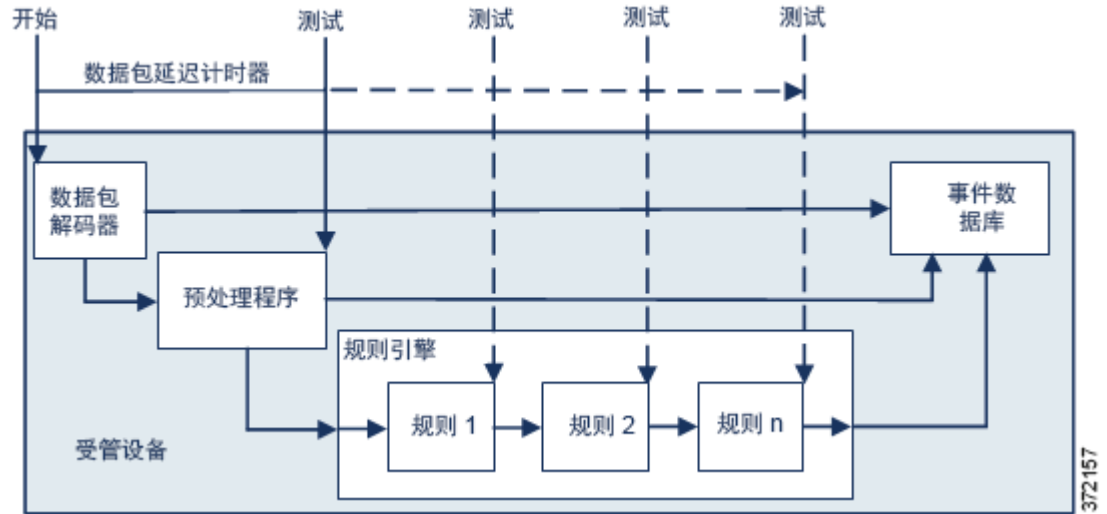 开始
测试
测试
测试
测试
数据包延迟计时器
数据包
解码器
事件数
据库
预处理程序
规则引擎
规则 1
规则 2
规则 n
受管设备
372157